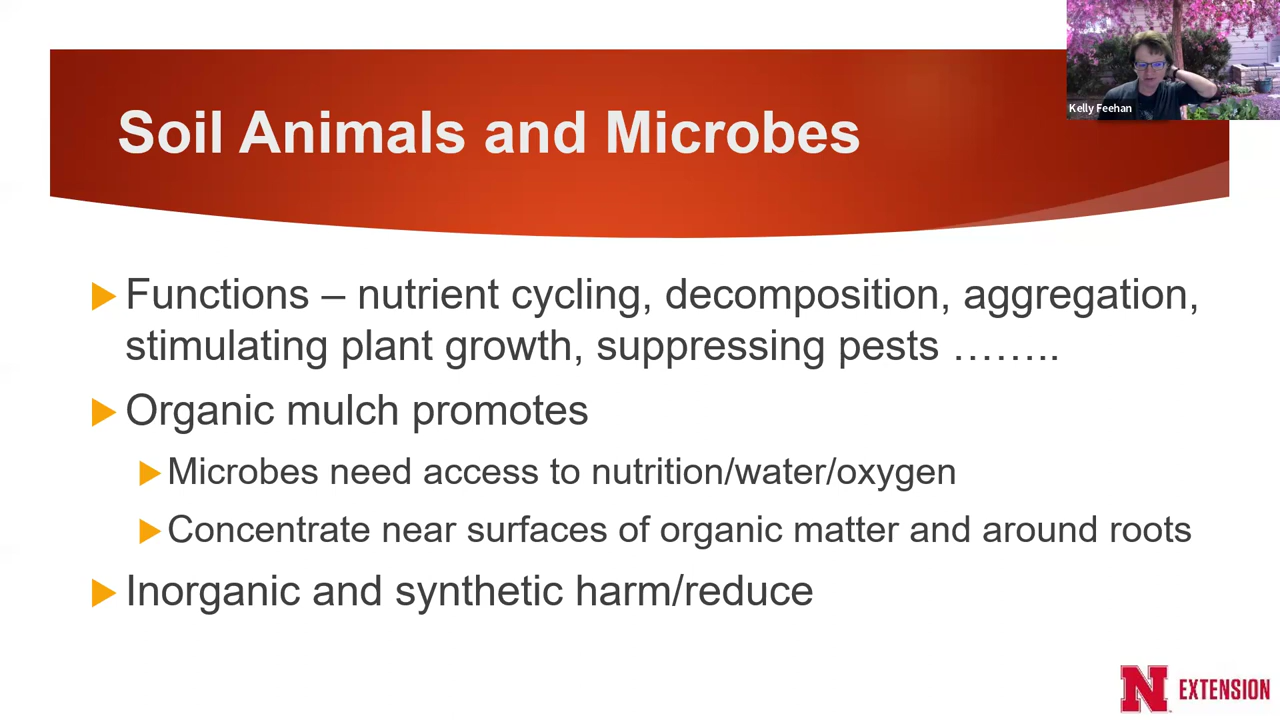 Kelly Feehan
Soil Animals and Microbes
Functions – nutrient cycling, decomposition, aggregation,
stimulating plant growth, suppressing pests ……..
Organic mulch promotes
Microbes need access to nutrition/water/oxygen
Concentrate near surfaces of organic matter and around roots
Inorganic and synthetic harm/reduce
N EXTENSION